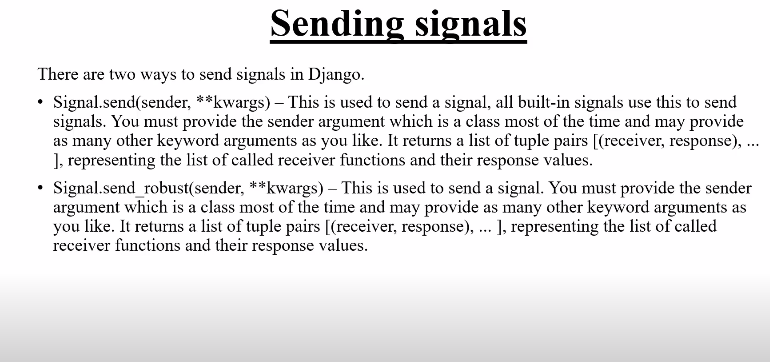 Sending signals
There are two ways to send signals in Django.
• Signal.send(sender, **kwargs) – This is used to send a signal, all built-in signals use this to send
signals. You must provide the sender argument which is a class most of the time and may provide
as many other keyword arguments as you like. It returns a list of tuple pairs [(receiver, response), ...
], representing the list of called receiver functions and their response values.
• Signal.send_robust(sender, **kwargs) – This is used to send a signal. You must provide the sender
argument which is a class most of the time and may provide as many other keyword arguments as
you like. It returns a list of tuple pairs [(receiver, response), ... ], representing the list of called
receiver functions and their response values.